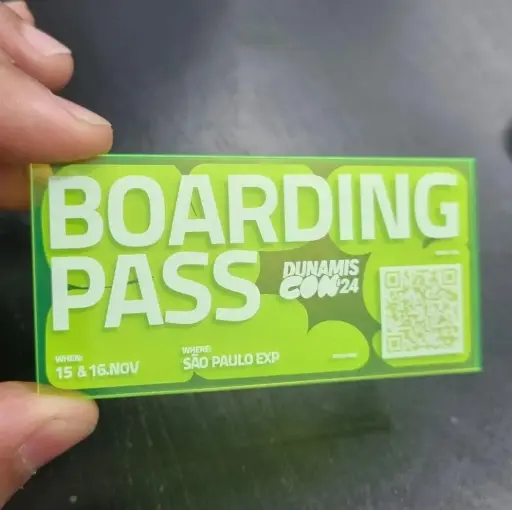 BOARDING
PASS
DUNAMIS
CON'24
WHEN:
15 & 16.NOV
WHERE:
SÃO PAULO EXP